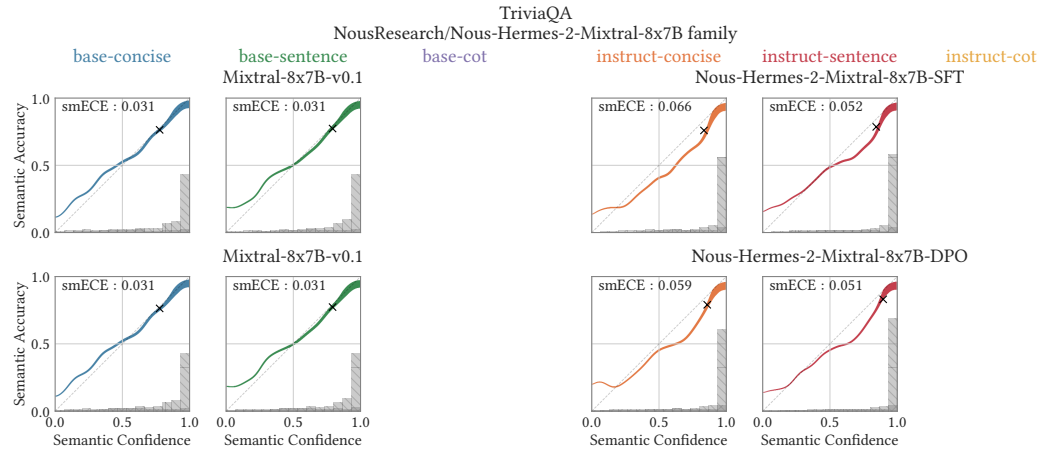 TriviaQA
NousResearch/Nous-Hermes-2-Mixtral-8x7B family
base-concise base-sentence base-cot instruct-concise instruct-sentence instruct-cot
Mixtral-8x7B-v0.1 Nous-Hermes-2-Mixtral-8x7B-SFT
1.0
smECE : 0.031 smECE : 0.031 smECE : 0.066 smECE : 0.052
Semantic Accuracy
0.5
0.0
Mixtral-8x7B-v0.1 Nous-Hermes-2-Mixtral-8x7B-DPO
1.0
smECE : 0.031 smECE : 0.031 smECE : 0.059 smECE : 0.051
Semantic Accuracy
0.5
0.0
0.0 0.5 1.0 0.0 0.5 1.0 0.0 0.5 1.0 0.0 0.5 1.0
Semantic Confidence Semantic Confidence Semantic Confidence Semantic Confidence